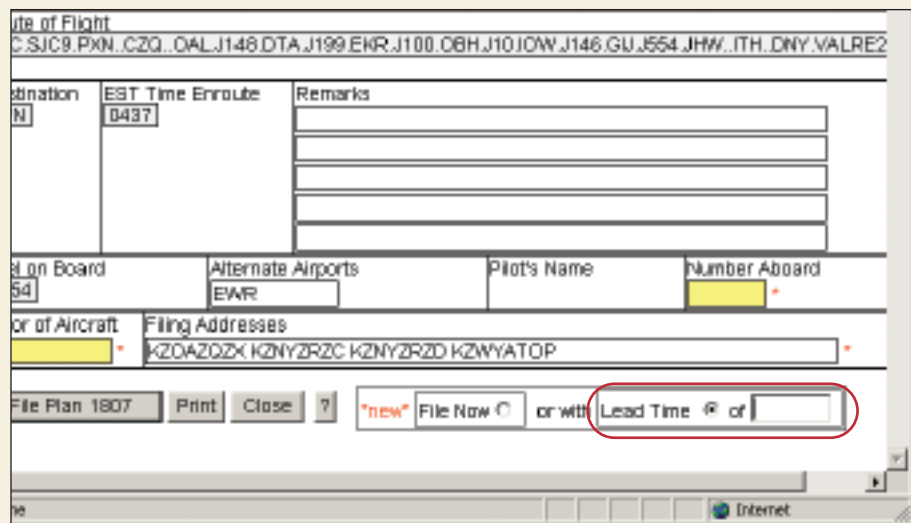 ute of Flight
C.SJC9.PXN..CZQ..OAL.J148.DTA.J199.EKR.J100.OBH.J10.IOW.J146.GIJ.J554.JHW..ITH..DNY.VALRE2
stination EST Time Enroute Remarks
N 0437
el on Board Alternate Airports Pilot's Name Number Aboard
54 EWR *
or of Aircraft Filing Addresses
* KZOAZQZX KZNYZRZC KZNYZRZD KZWYATOP *
File Plan 1807 Print Close ? *new* File Now or with Lead Time of
ne Internet